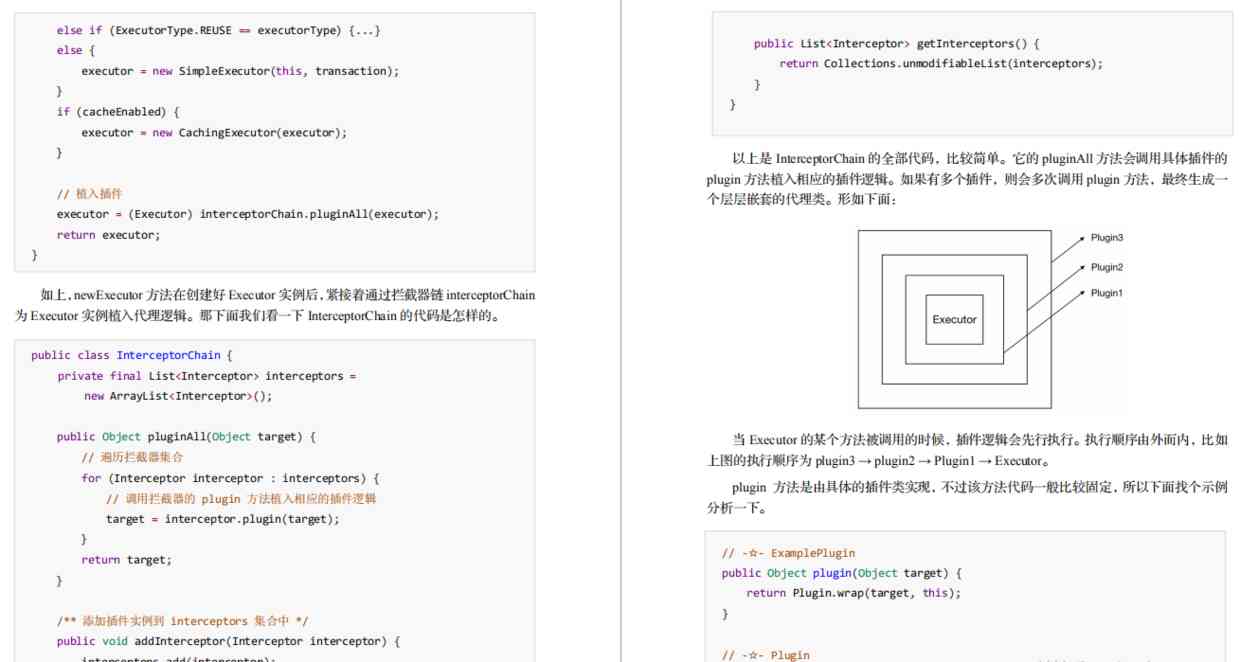 else if (ExecutorType.REUSE == executorType) {...}
else {
executor = new SimpleExecutor(this, transaction);
}
if (cacheEnabled) {
executor = new CachingExecutor(executor);
}
// 植入插件
executor = (Executor) interceptorChain.pluginAll(executor);
return executor;
}
如上，newExecutor 方法在创建好 Executor 实例后，紧接着通过拦截器链 interceptorChain
为 Executor 实例植入代理逻辑。那下面我们看一下 InterceptorChain 的代码是怎样的。
public class InterceptorChain {
private final List<Interceptor> interceptors =
new ArrayList<Interceptor>();
public Object pluginAll(Object target) {
// 遍历拦截器集合
for (Interceptor interceptor : interceptors) {
// 调用拦截器的 plugin 方法植入相应的插件逻辑
target = interceptor.plugin(target);
}
return target;
}
/** 添加插件实例到 interceptors 集合中 */
public void addInterceptor(Interceptor interceptor) {
interceptors.add(interceptor);
public List<Interceptor> getInterceptors() {
return Collections.unmodifiableList(interceptors);
}
}
以上是 InterceptorChain 的全部代码，比较简单。它的 pluginAll 方法会调用具体插件的
plugin 方法植入相应的插件逻辑。如果有多个插件，则会多次调用 plugin 方法，最终生成一
个层层嵌套的代理类。形如下面：
Plugin3
Plugin2
Plugin1
Executor
当 Executor 的某个方法被调用的时候，插件逻辑会先行执行。执行顺序由外而内，比如
上图的执行顺序为 plugin3 → plugin2 → Plugin1 → Executor。
plugin 方法是由具体的插件类实现，不过该方法代码一般比较固定，所以下面找个示例
分析一下。
// -☆- ExamplePlugin
public Object plugin(Object target) {
return Plugin.wrap(target, this);
}
// -☆- Plugin